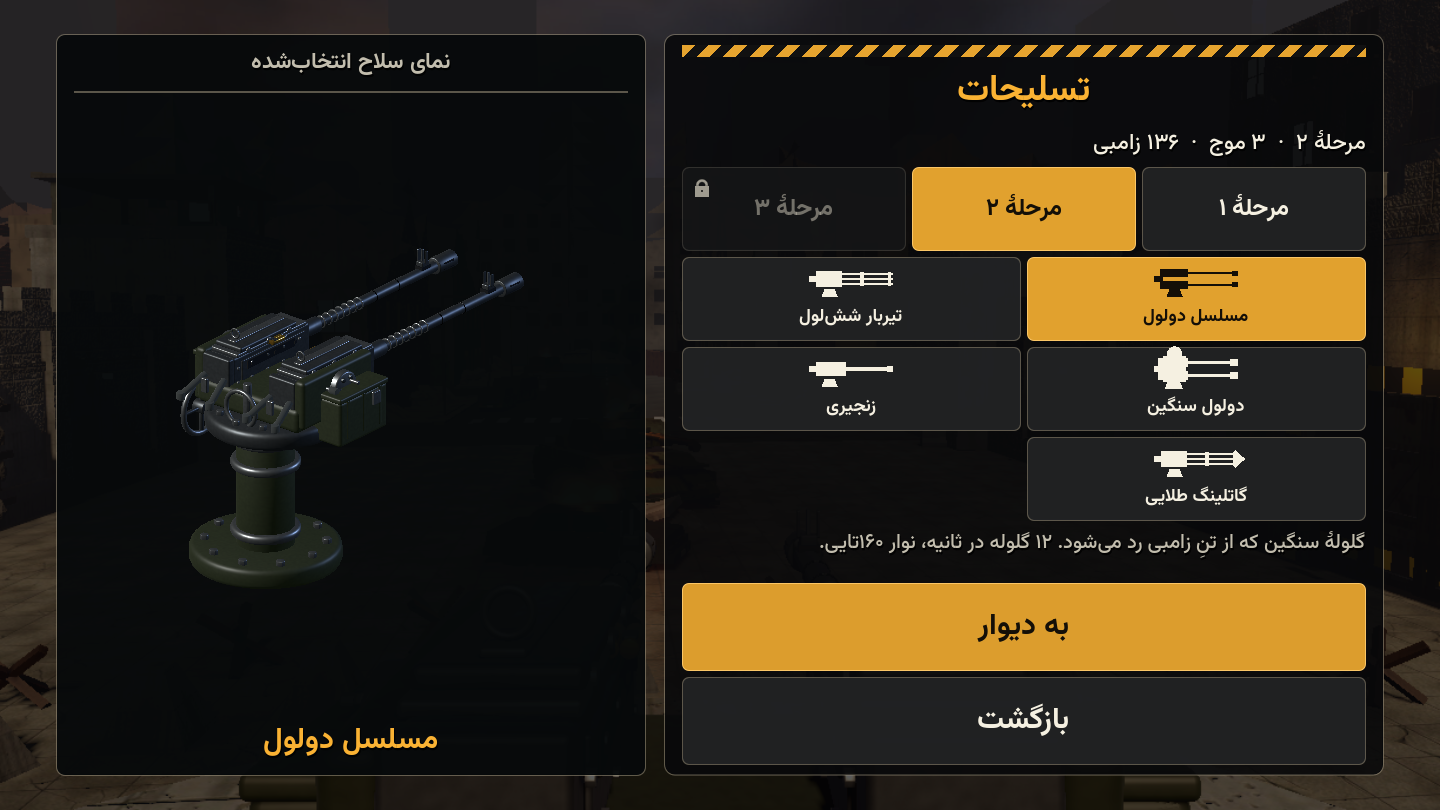 نمای سلاح انتخاب‌شده
مسلسل دولول
تسلیحات
مرحلهٔ ۲ · ۳ موج · ۱۳۶ زامبی
مرحلهٔ ۱
مرحلهٔ ۲
مرحلهٔ ۳
مسلسل دولول
تیربار شش‌لول
دولول سنگین
زنجیری
گاتلینگ طلایی
گلولهٔ سنگین که از تنِ زامبی رد می‌شود. ۱۲ گلوله در ثانیه، نوار ۱۶۰تایی.
به دیوار
بازگشت